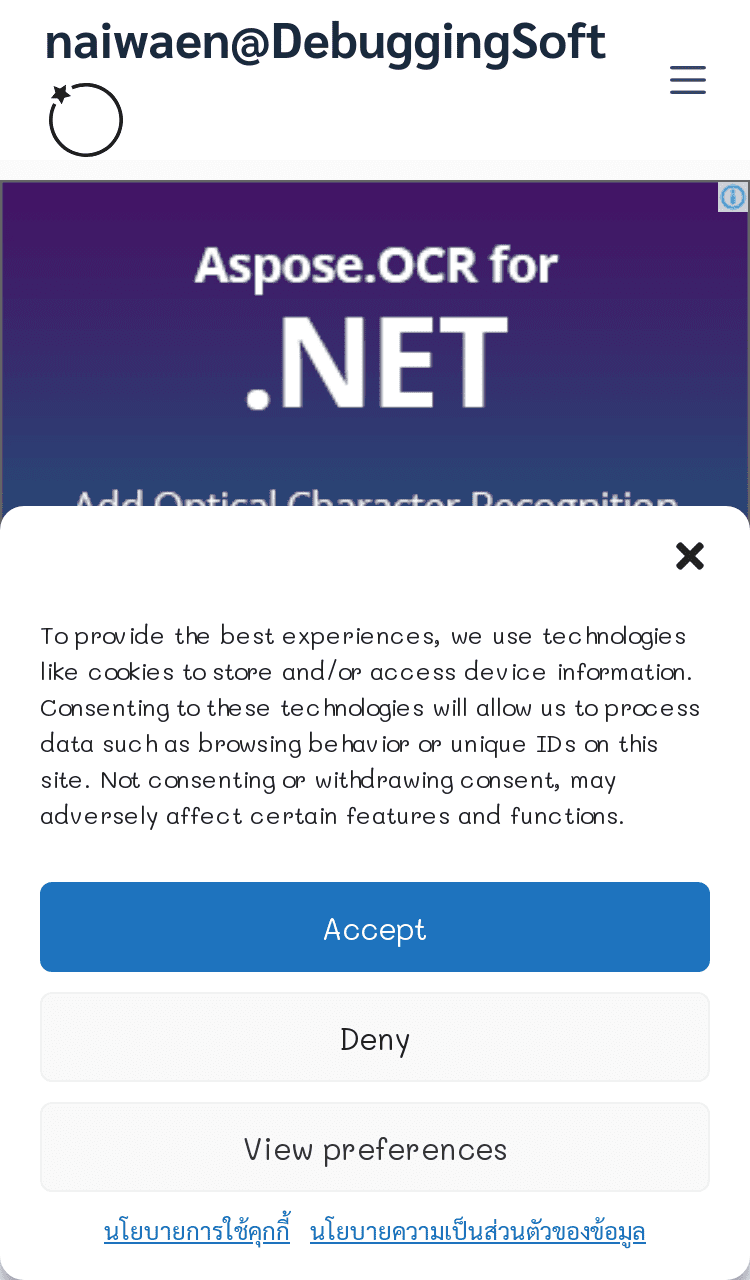 naiwaen@DebuggingSoft
Aspose.OCR for
.NET
Add Optical Character Recognition
To provide the best experiences, we use technologies
like cookies to store and/or access device information.
Consenting to these technologies will allow us to process
data such as browsing behavior or unique IDs on this
site. Not consenting or withdrawing consent, may
adversely affect certain features and functions.
Accept
Deny
View preferences
นโยบายการใช้คุกกี้ นโยบายความเป็นส่วนตัวของข้อมูล